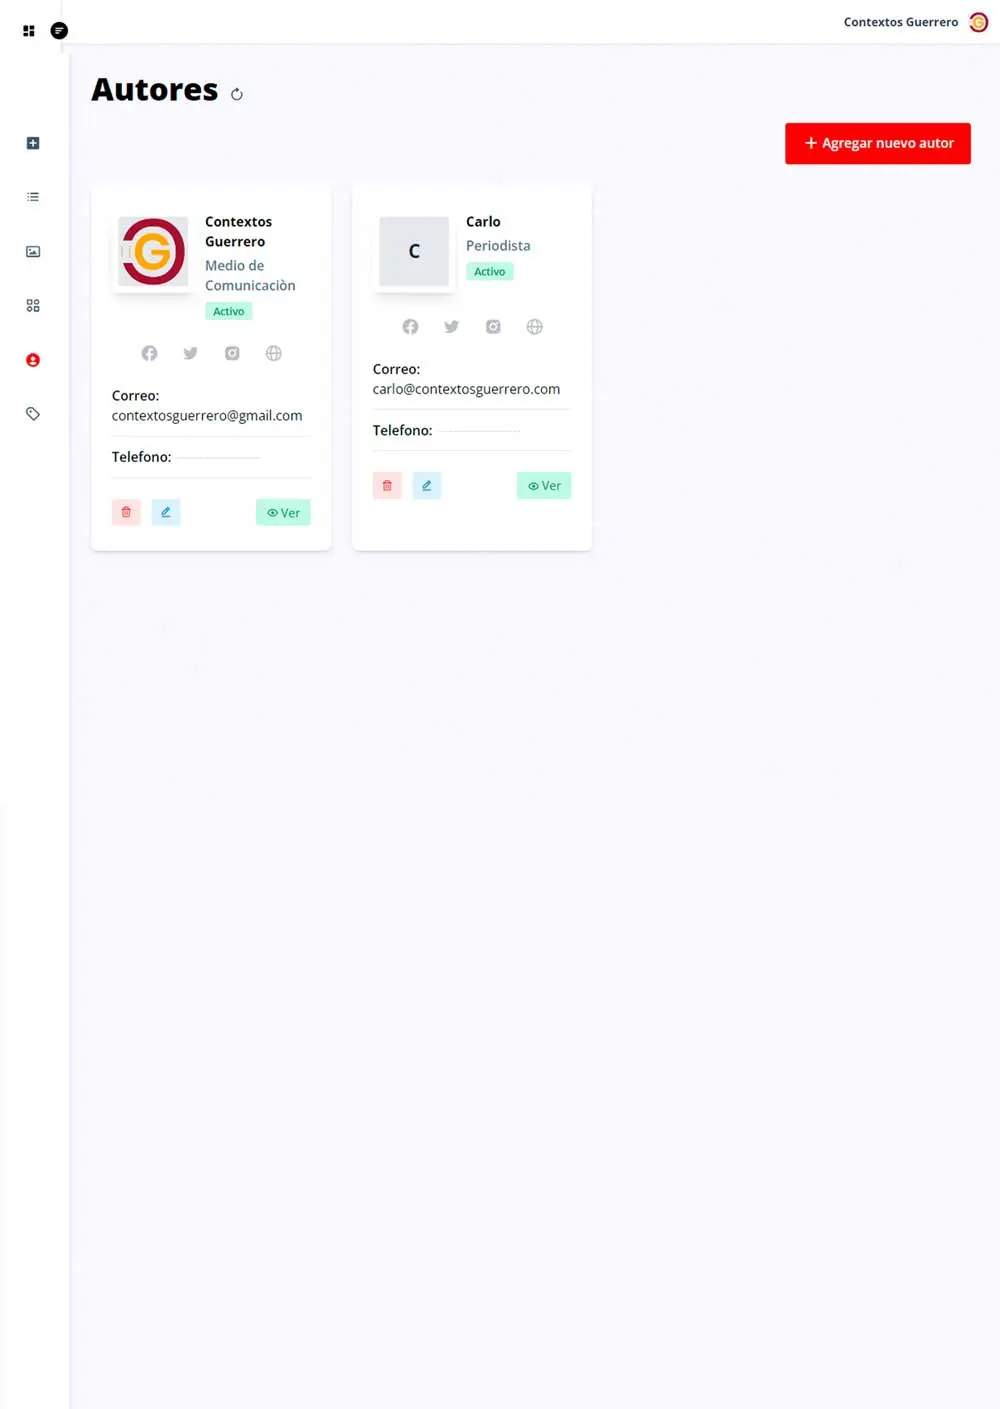 Contextos Guerrero
Autores
+ Agregar nuevo autor
Contextos
Guerrero
Medio de
Comunicaciòn
Activo
Correo:
contextosguerrero@gmail.com
Telefono:
Ver
C
Carlo
Periodista
Activo
Correo:
carlo@contextosguerrero.com
Telefono:
Ver